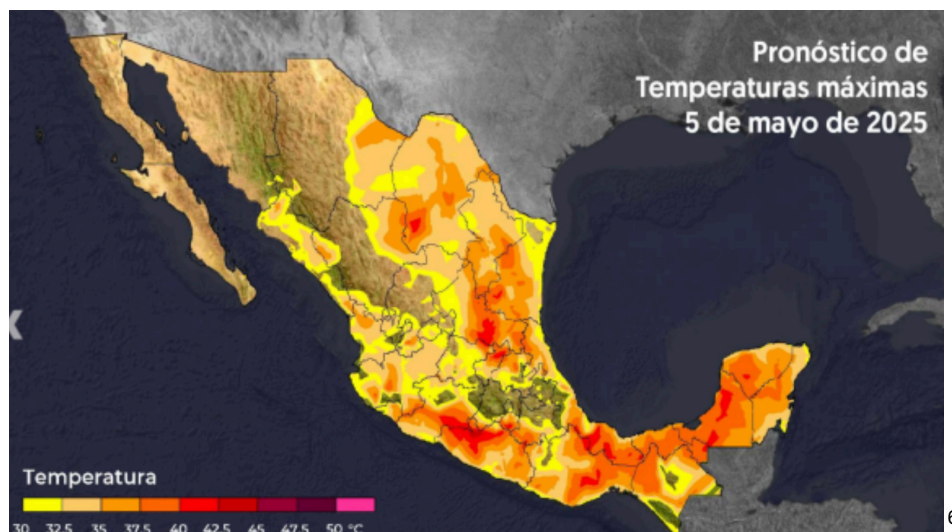 Pronóstico de
Temperaturas máximas
5 de mayo de 2025
Temperatura
30 32.5 35 37.5 40 42.5 45 47.5 50 °C